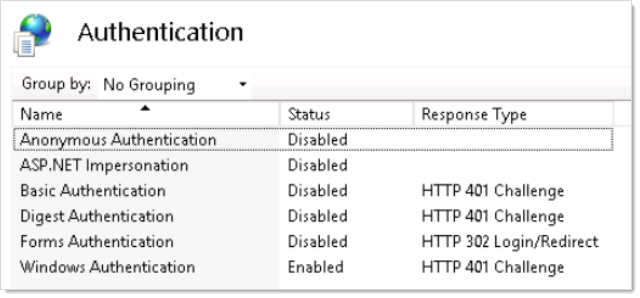 Authentication
Group by: No Grouping
Name Status Response Type
Anonymous Authentication Disabled
ASP.NET Impersonation Disabled
Basic Authentication Disabled HTTP 401 Challenge
Digest Authentication Disabled HTTP 401 Challenge
Forms Authentication Disabled HTTP 302 Login/Redirect
Windows Authentication Enabled HTTP 401 Challenge